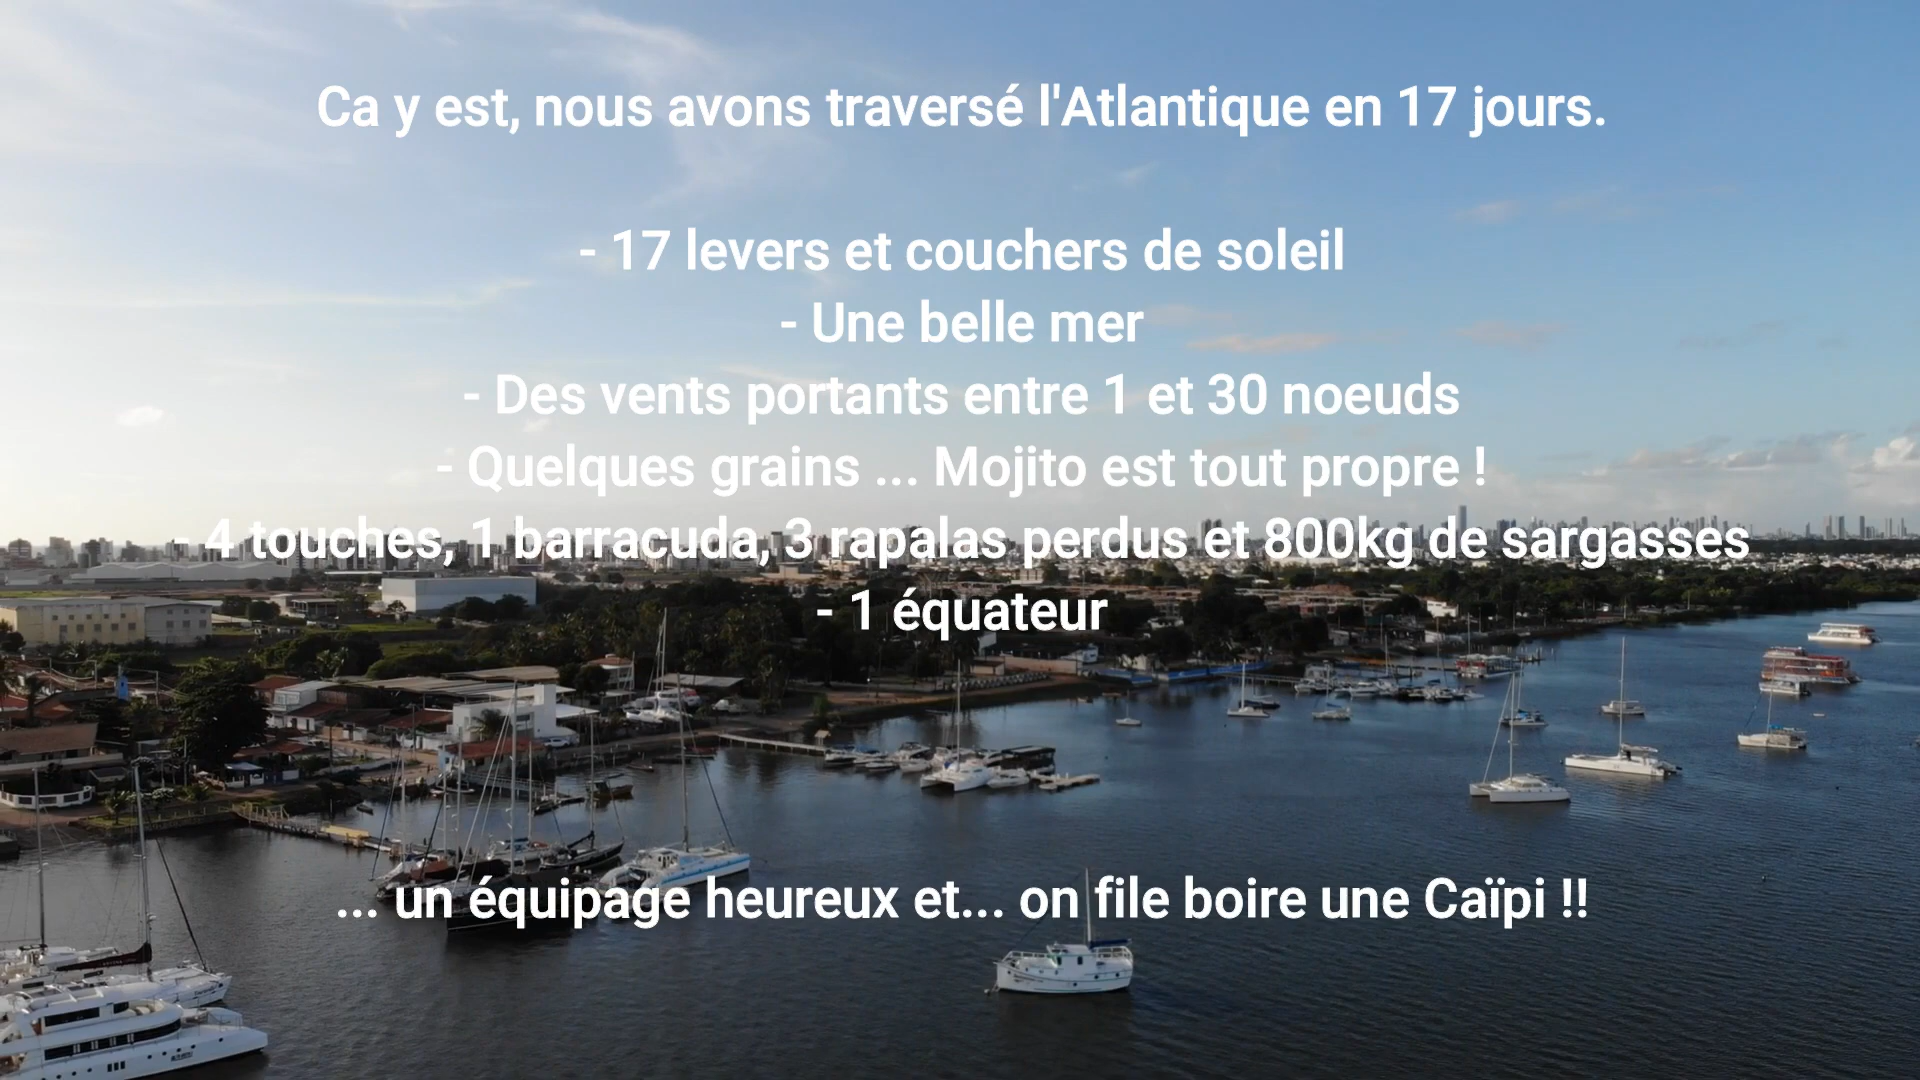 Ca y est, nous avons traversé l'Atlantique en 17 jours.
- 17 levers et couchers de soleil
- Une belle mer
- Des vents portants entre 1 et 30 noeuds
- Quelques grains ... Mojito est tout propre !
- 4 touches, 1 barracuda, 3 rapalas perdus et 800kg de sargasses
- 1 équateur
... un équipage heureux et... on file boire une Caïpi !!